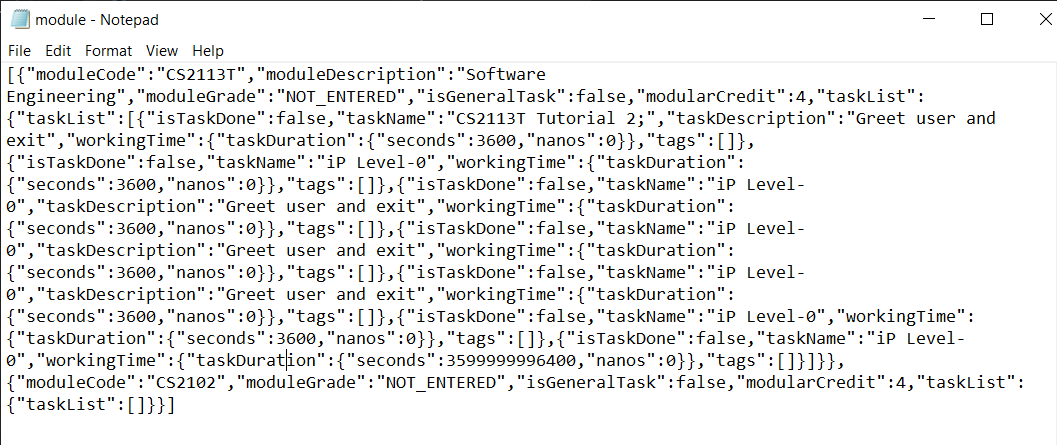 module - Notepad
File Edit Format View Help
[{"moduleCode":"CS2113T","moduleDescription":"Software
Engineering","moduleGrade":"NOT_ENTERED","isGeneralTask":false,"modularCredit":4,"taskList":
{"taskList":[{"isTaskDone":false,"taskName":"CS2113T Tutorial 2;","taskDescription":"Greet user and
exit","workingTime":{"taskDuration":{"seconds":3600,"nanos":0}},"tags":[]},
{"isTaskDone":false,"taskName":"iP Level-0","workingTime":{"taskDuration":
{"seconds":3600,"nanos":0}},"tags":[]},{"isTaskDone":false,"taskName":"iP Level-
0","taskDescription":"Greet user and exit","workingTime":{"taskDuration":
{"seconds":3600,"nanos":0}},"tags":[]},{"isTaskDone":false,"taskName":"iP Level-
0","taskDescription":"Greet user and exit","workingTime":{"taskDuration":
{"seconds":3600,"nanos":0}},"tags":[]},{"isTaskDone":false,"taskName":"iP Level-
0","taskDescription":"Greet user and exit","workingTime":{"taskDuration":
{"seconds":3600,"nanos":0}},"tags":[]},{"isTaskDone":false,"taskName":"iP Level-0","workingTime":
{"taskDuration":{"seconds":3600,"nanos":0}},"tags":[]},{"isTaskDone":false,"taskName":"iP Level-
0","workingTime":{"taskDuration":{"seconds":3599999996400,"nanos":0}},"tags":[]}]}},
{"moduleCode":"CS2102","moduleGrade":"NOT_ENTERED","isGeneralTask":false,"modularCredit":4,"taskList":
{"taskList":[]}}]